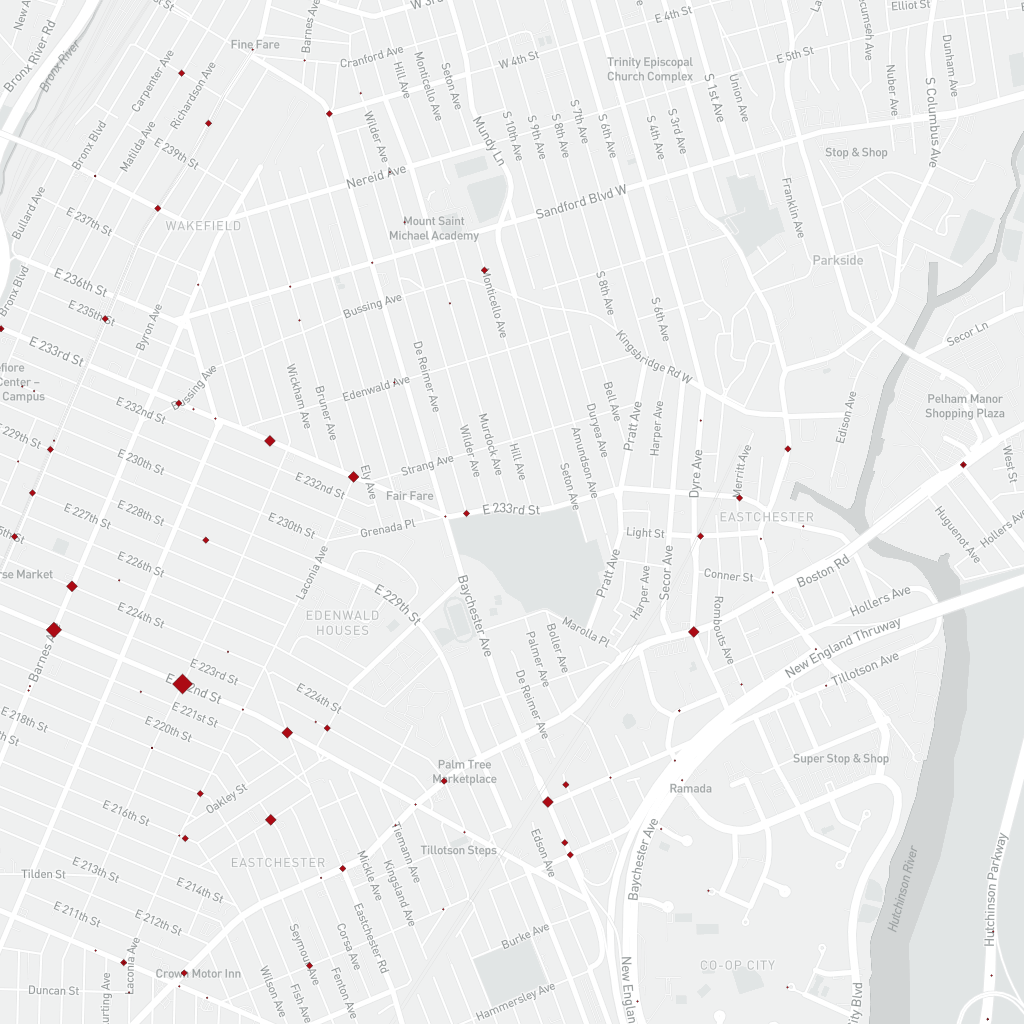 Bronx River Rd
Bronx River
New A
Barnes Ave
Fine Fare
W 3rd S
Cranford Ave
Carpenter Ave
Richardson Ave
Hill Ave
Monticello Ave
Seton Ave
W 4th St
E 4th St
Trinity Episcopal
Church Complex
E 5th St
S 1st Ave
Union Ave
ecumseh Ave
Elliot St
Dunham Ave
Nuber Ave
S Columbus Ave
Bronx Blvd
Matilda Ave
E 239th St
Wilder Ave
Mundy Ln
S 10th Ave
S 9th Ave
S 8th Ave
S 7th Ave
S 6th Ave
S 4th Ave
S 3rd Ave
Stop & Shop
Nereid Ave
Franklin Ave
Bullard Ave
E 237th St
WAKEFIELD
Sandford Blvd W
Mount Saint
Michael Academy
Parkside
Bronx Blvd
E 236th St
E 235th St
Byron Ave
Bussing Ave
Monticello Ave
S 8th Ave
S 6th Ave
Secor Ln
E 233rd St
Kingsbridge Rd W
efiore
Center –
Campus
Bussing Ave
Wickham Ave
Bruner Ave
Edenwald Ave
De Reimer Ave
Bell Ave
Duryea Ave
Pratt Ave
Harper Ave
Edison Ave
Pelham Manor
Shopping Plaza
E 232nd St
E 229th St
E 230th St
E 232nd St
Ely Ave
Strang Ave
Wilder Ave
Murdock Ave
Hill Ave
Seton Ave
Amundson Ave
Dyre Ave
Merritt Ave
West St
Fair Fare
E 227th St
E 228th St
E 230th St
Grenada Pl
E 233rd St
EASTCHESTER
Light St
Huguenot Ave
Hollers Ave
5th St
rse Market
E 226th St
Laconia Ave
Pratt Ave
Secor Ave
Harper Ave
Conner St
Boston Rd
E 224th St
EDENWALD
HOUSES
E 229th St
Baychester Ave
Marolla Pl
Boller Ave
Palmer Ave
Rombouts Ave
Hollers Ave
New England Thruway
Tillotson Ave
Barnes Ave
E 223rd St
E 222nd St
E 221st St
E 224th St
De Reimer Ave
E 218th St
E 220th St
Palm Tree
Marketplace
Super Stop & Shop
Ramada
Oakley St
E 216th St
EASTCHESTER
Tillotson Steps
Edson Ave
Baychester Ave
Tilden St
E 213th St
E 214th St
Tiemann Ave
Mickle Ave
Kingsland Ave
Eastchester Rd
Corsa Ave
Hutchinson River
Hutchinson Parkway
E 211th St
E 212th St
Laconia Ave
Seymour Ave
Crown Motor Inn
Burke Ave
CO-OP CITY
Duncan St
urting Ave
Wilson Ave
Fish Ave
Fenton Ave
Hammersley Ave
New Englan
ity Blvd